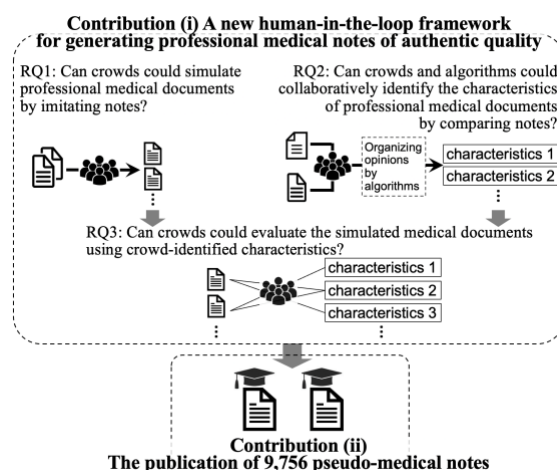 Contribution (i) A new human-in-the-loop framework
for generating professional medical notes of authentic quality
RQ1: Can crowds could simulate
professional medical documents
by imitating notes?
RQ2: Can crowds and algorithms could
collaboratively identify the characteristics
of professional medical documents
by comparing notes?
Organizing
opinions
by
algorithms
characteristics 1
characteristics 2
RQ3: Can crowds could evaluate the simulated medical documents
using crowd-identified characteristics?
characteristics 1
characteristics 2
characteristics 3
Contribution (ii)
The publication of 9,756 pseudo-medical notes